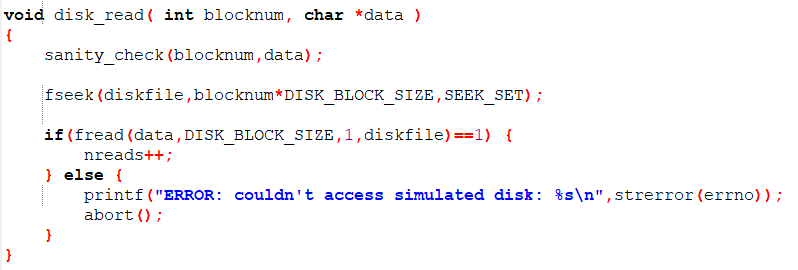 void disk_read( int blocknum, char *data )
{
    sanity_check(blocknum,data);

    fseek(diskfile,blocknum*DISK_BLOCK_SIZE,SEEK_SET);

    if(fread(data,DISK_BLOCK_SIZE,1,diskfile)==1) {
        nreads++;
    } else {
        printf("ERROR: couldn't access simulated disk: %s\n",strerror(errno));
        abort();
    }
}